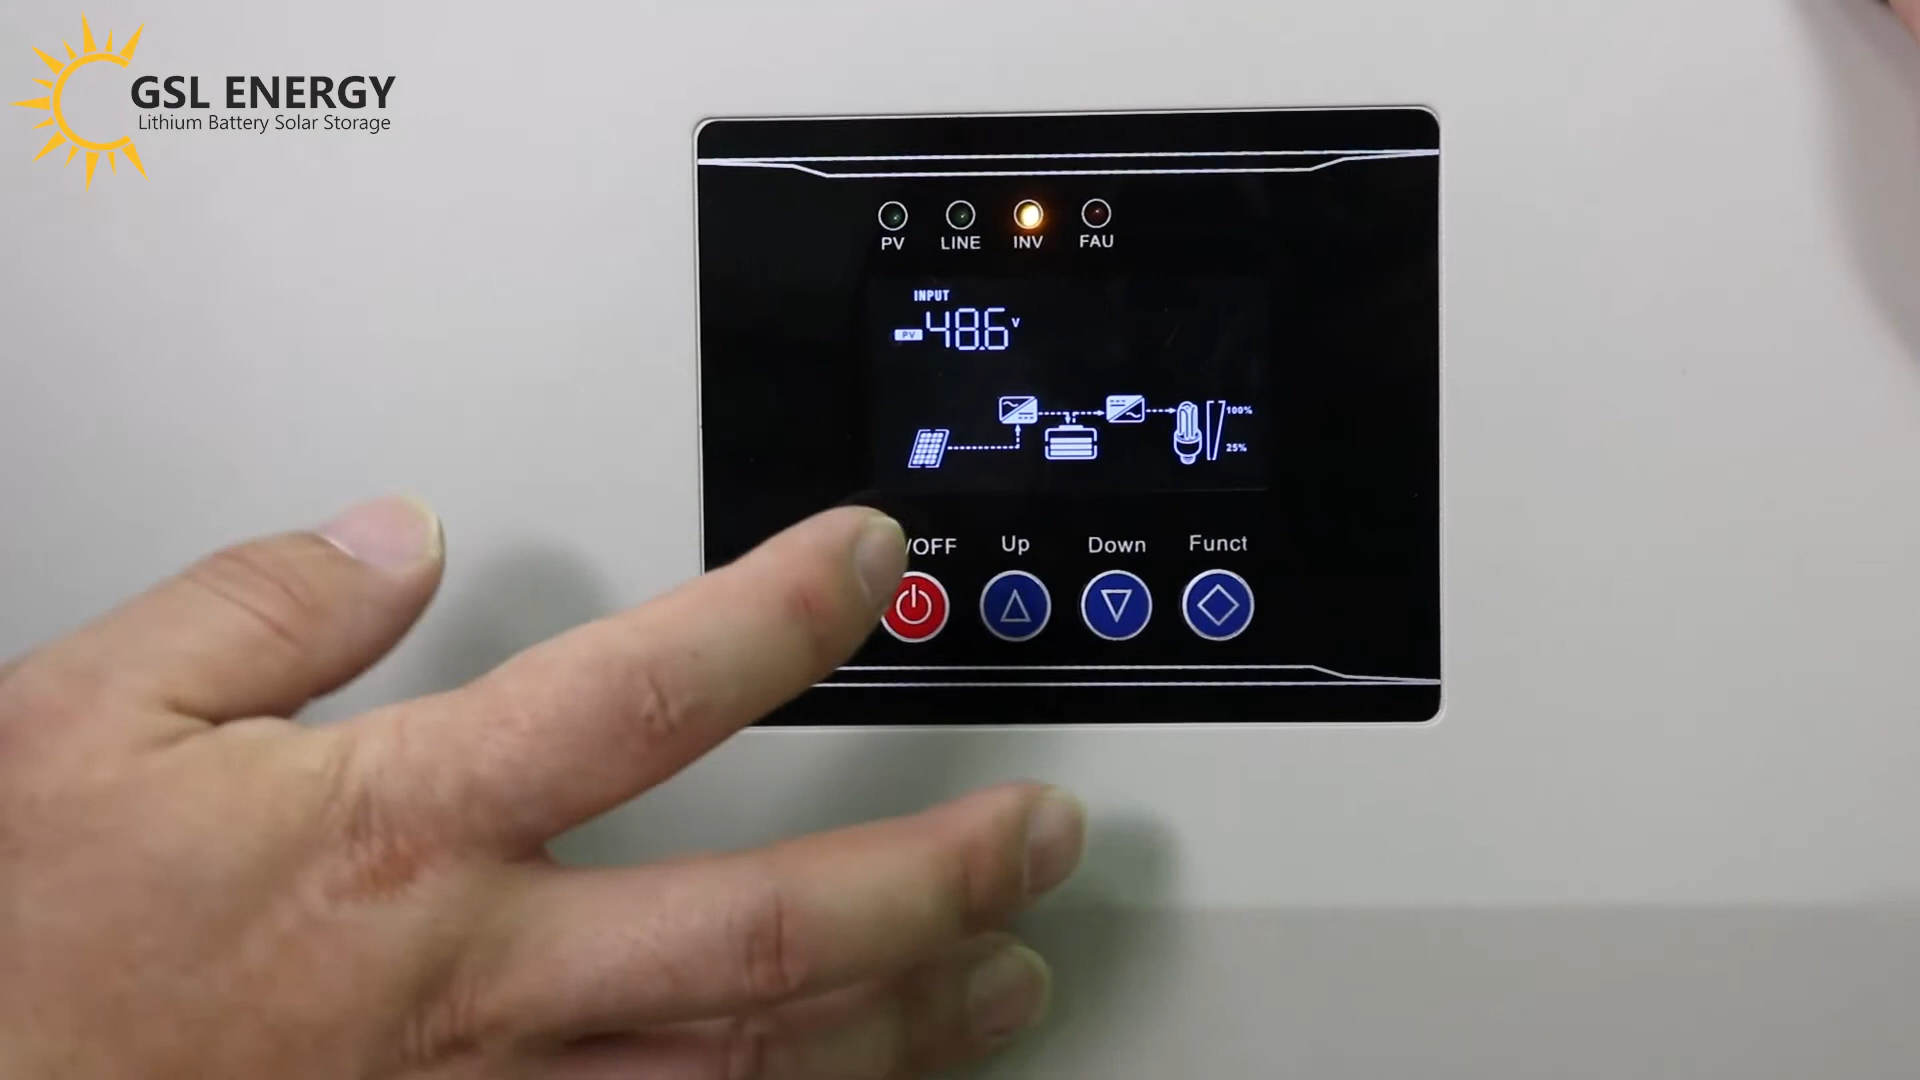 GSL ENERGY
Lithium Battery Solar Storage
PV LINE INV FAU
INPUT
PV 48.6 V
100%
25%
/OFF Up Down Funct